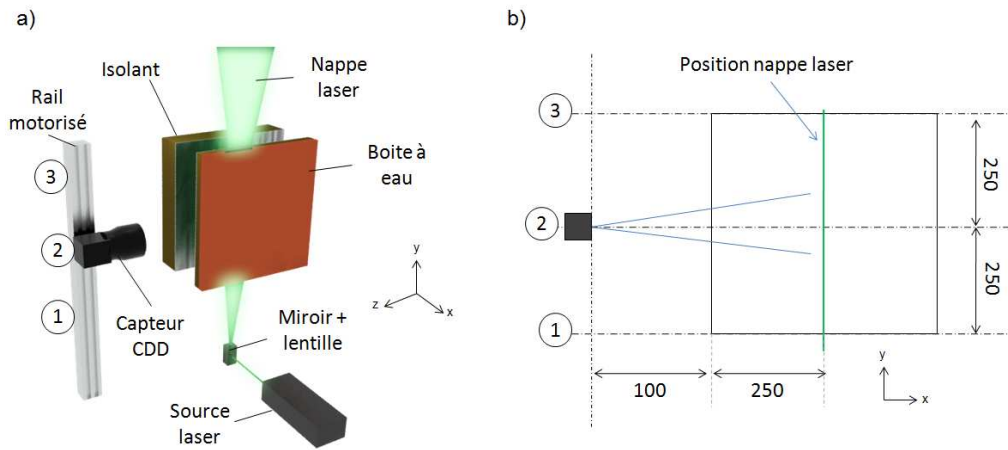 a)
Isolant
Nappe
laser
Rail
motorisé
3
2
1
Boite à
eau
Capteur
CDD
Miroir +
lentille
Source
laser
y
z
x
b)
Position nappe laser
3
2
1
250
250
100
250
y
x